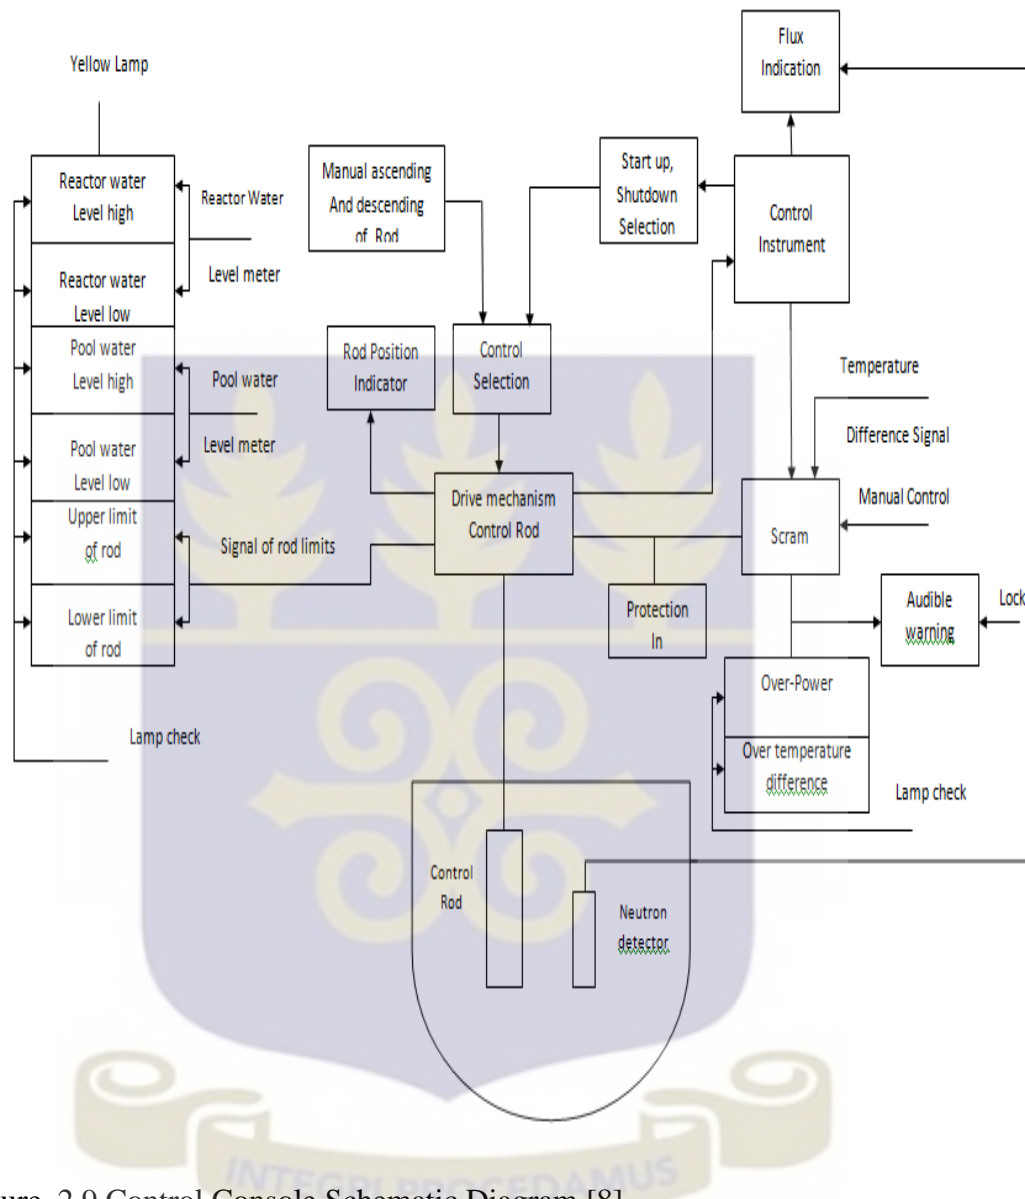 Flux
Indication
Yellow Lamp
Reactor water
Level high
Reactor Water
Level meter
Reactor water
Level low
Manual ascending
And descending
of Rod
Start up,
Shutdown
Selection
Control
Instrument
Pool water
Level high
Pool water
Level meter
Pool water
Level low
Rod Position
Indicator
Control
Selection
Temperature
Difference Signal
Manual Control
Upper limit
of rod
Signal of rod limits
Drive mechanism
Control Rod
Scram
Lower limit
of rod
Protection
In
Audible
warning
Lock
Over-Power
Over temperature
difference
Lamp check
Lamp check
Control
Rod
Neutron
detector
INTEGRI PROCEDAMUS
2.9 Control Console Schematic Diagram [8]